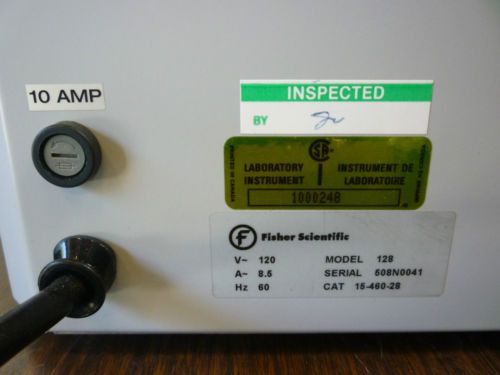 10 AMP
INSPECTED
BY
LABORATORY INSTRUMENT DE
INSTRUMENT LABORATOIRE
1000248
Fisher Scientific
V~ 120 MODEL 128
A~ 8.5 SERIAL 508N0041
Hz 60 CAT 15-460-28